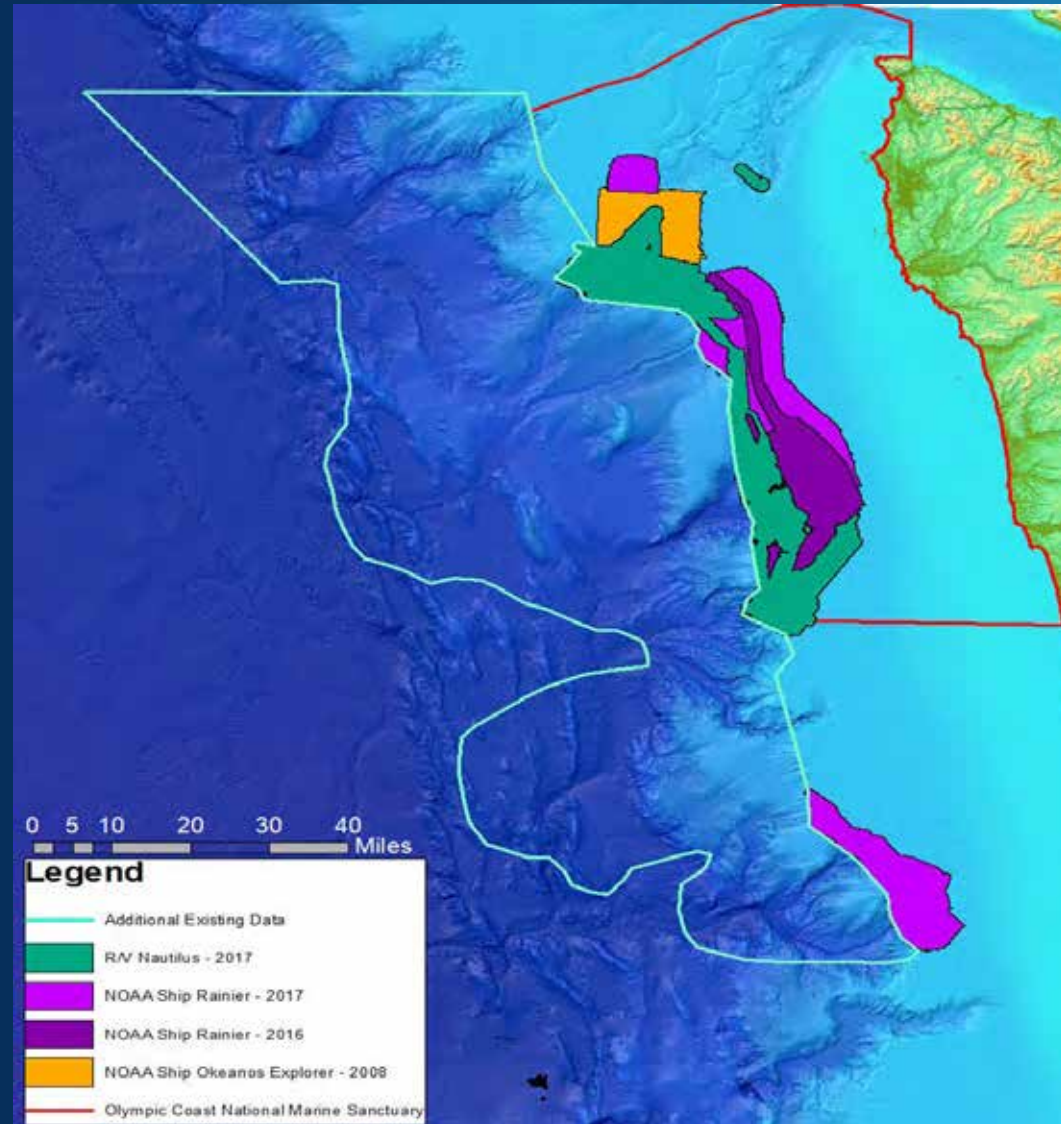 0 5 10 20 30 40
Miles
Legend
Additional Existing Data
R/V Nautilus - 2017
NOAA Ship Rainier - 2017
NOAA Ship Rainier - 2016
NOAA Ship Okeanos Explorer - 2008
Olympic Coast National Marine Sanctuary